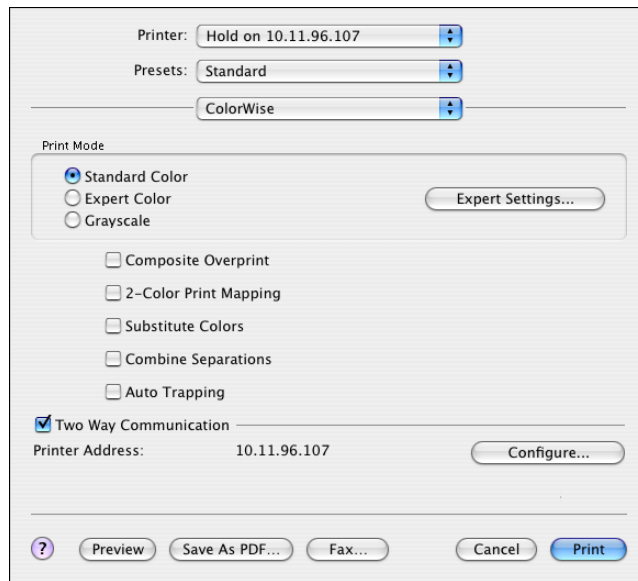 Printer: Hold on 10.11.96.107
Presets: Standard
ColorWise
Print Mode
Standard Color
Expert Color
Expert Settings...
Grayscale
Composite Overprint
2-Color Print Mapping
Substitute Colors
Combine Separations
Auto Trapping
Two Way Communication
Printer Address: 10.11.96.107
Configure...
? Preview Save As PDF... Fax... Cancel Print